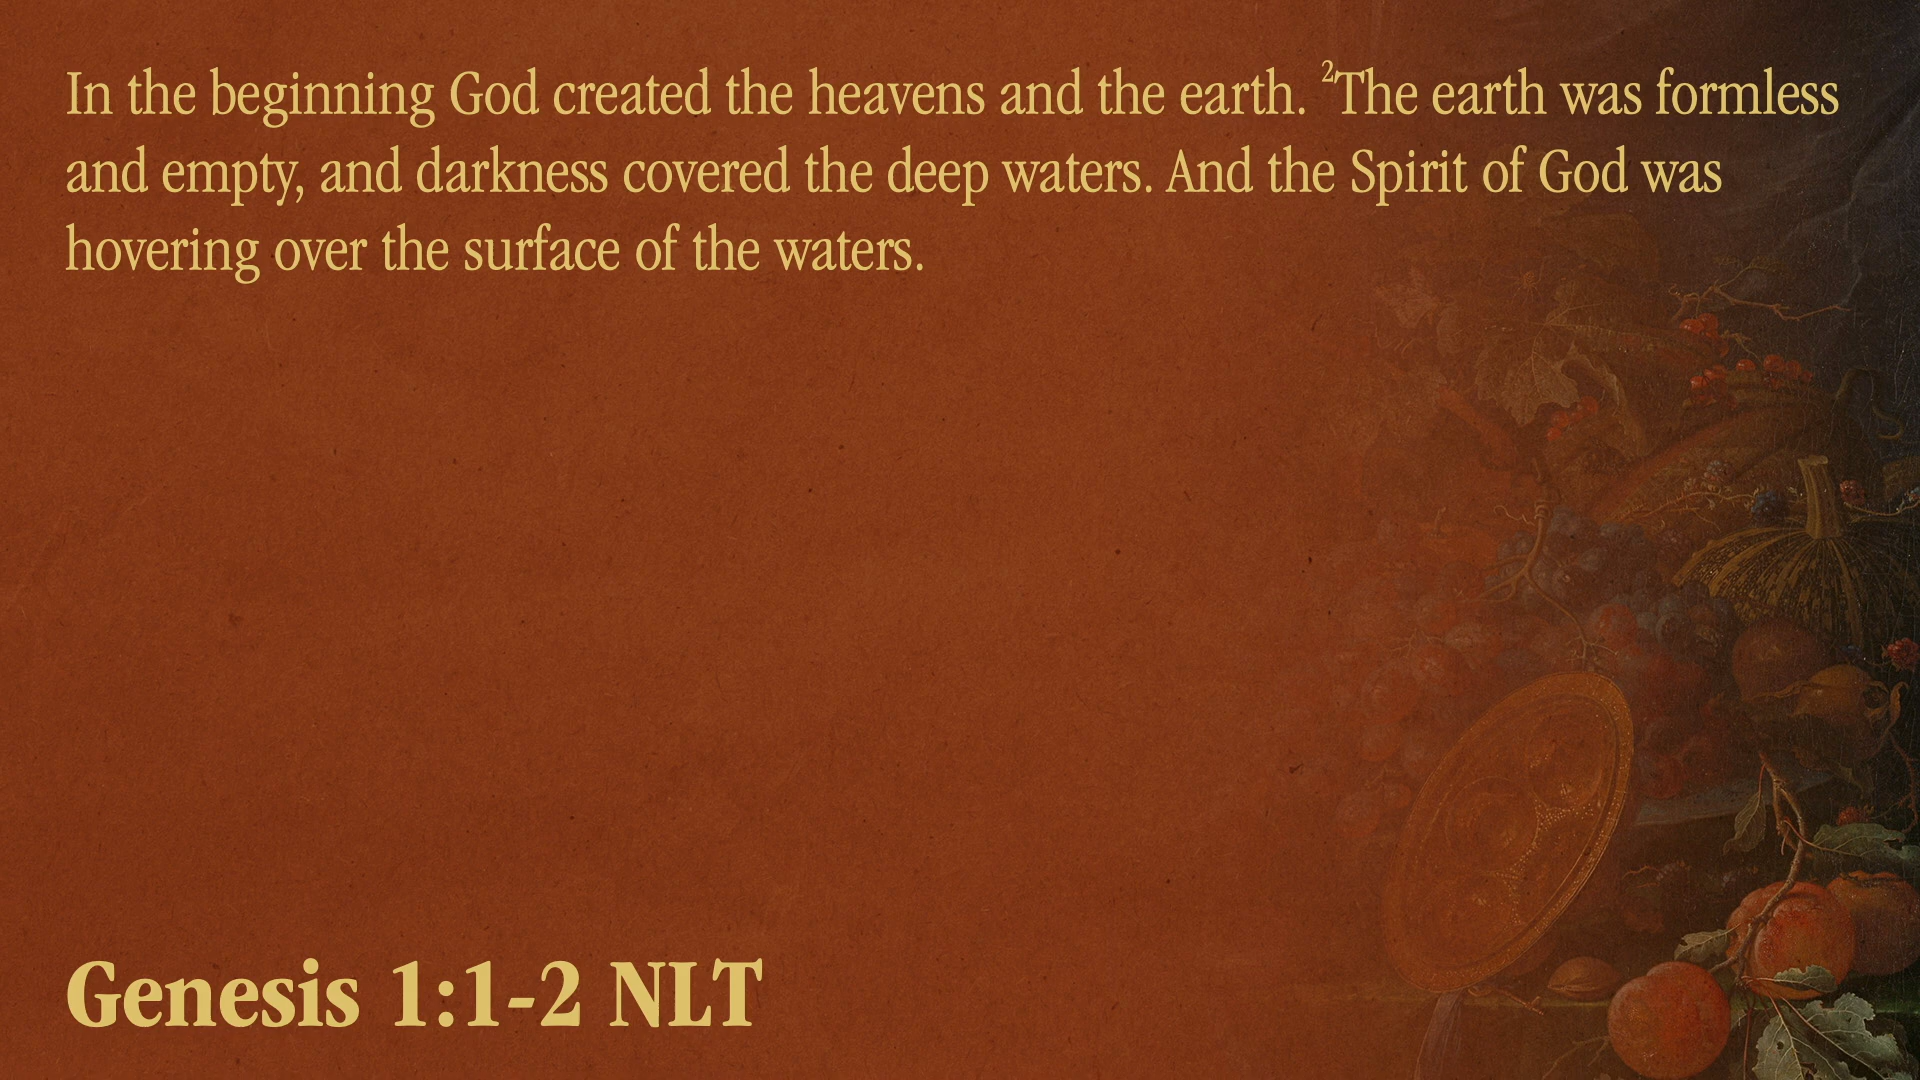 In the beginning God created the heavens and the earth. ²The earth was formless
and empty, and darkness covered the deep waters. And the Spirit of God was
hovering over the surface of the waters.
Genesis 1:1-2 NLT